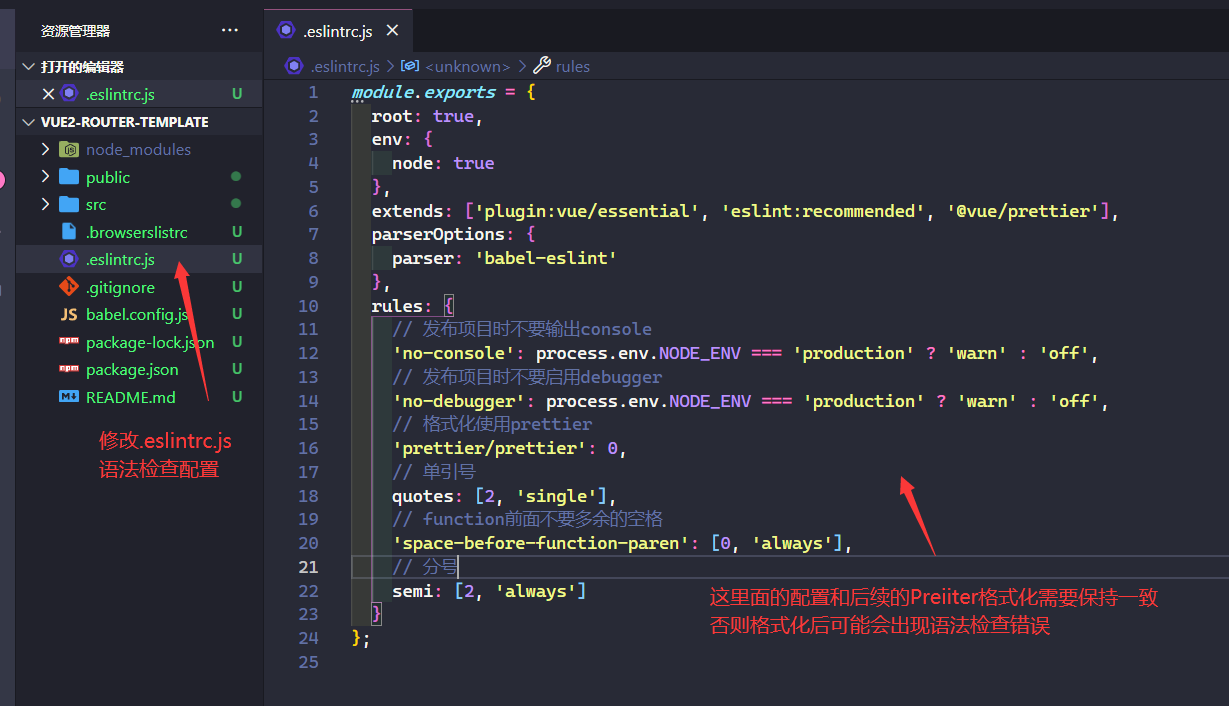 资源管理器
···
.eslintrc.js
打开的编辑器
.eslintrc.js U
VUE2-ROUTER-TEMPLATE
node_modules
public
src
.browserslistrc U
.eslintrc.js U
.gitignore U
babel.config.js U
package-lock.json U
package.json U
README.md U
修改.eslintrc.js
语法检查配置
.eslintrc.js > <unknown> > rules
1 module.exports = {
2 root: true,
3 env: {
4 node: true
5 },
6 extends: ['plugin:vue/essential', 'eslint:recommended', '@vue/prettier'],
7 parserOptions: {
8 parser: 'babel-eslint'
9 },
10 rules: {
11 // 发布项目时不要输出console
12 'no-console': process.env.NODE_ENV === 'production' ? 'warn' : 'off',
13 // 发布项目时不要启用debugger
14 'no-debugger': process.env.NODE_ENV === 'production' ? 'warn' : 'off',
15 // 格式化使用prettier
16 'prettier/prettier': 0,
17 // 单引号
18 quotes: [2, 'single'],
19 // function前面不要多余的空格
20 'space-before-function-paren': [0, 'always'],
21 // 分号
22 semi: [2, 'always']
23 }
24 };
25
这里面的配置和后续的Preiiter格式化需要保持一致
否则格式化后可能会出现语法检查错误